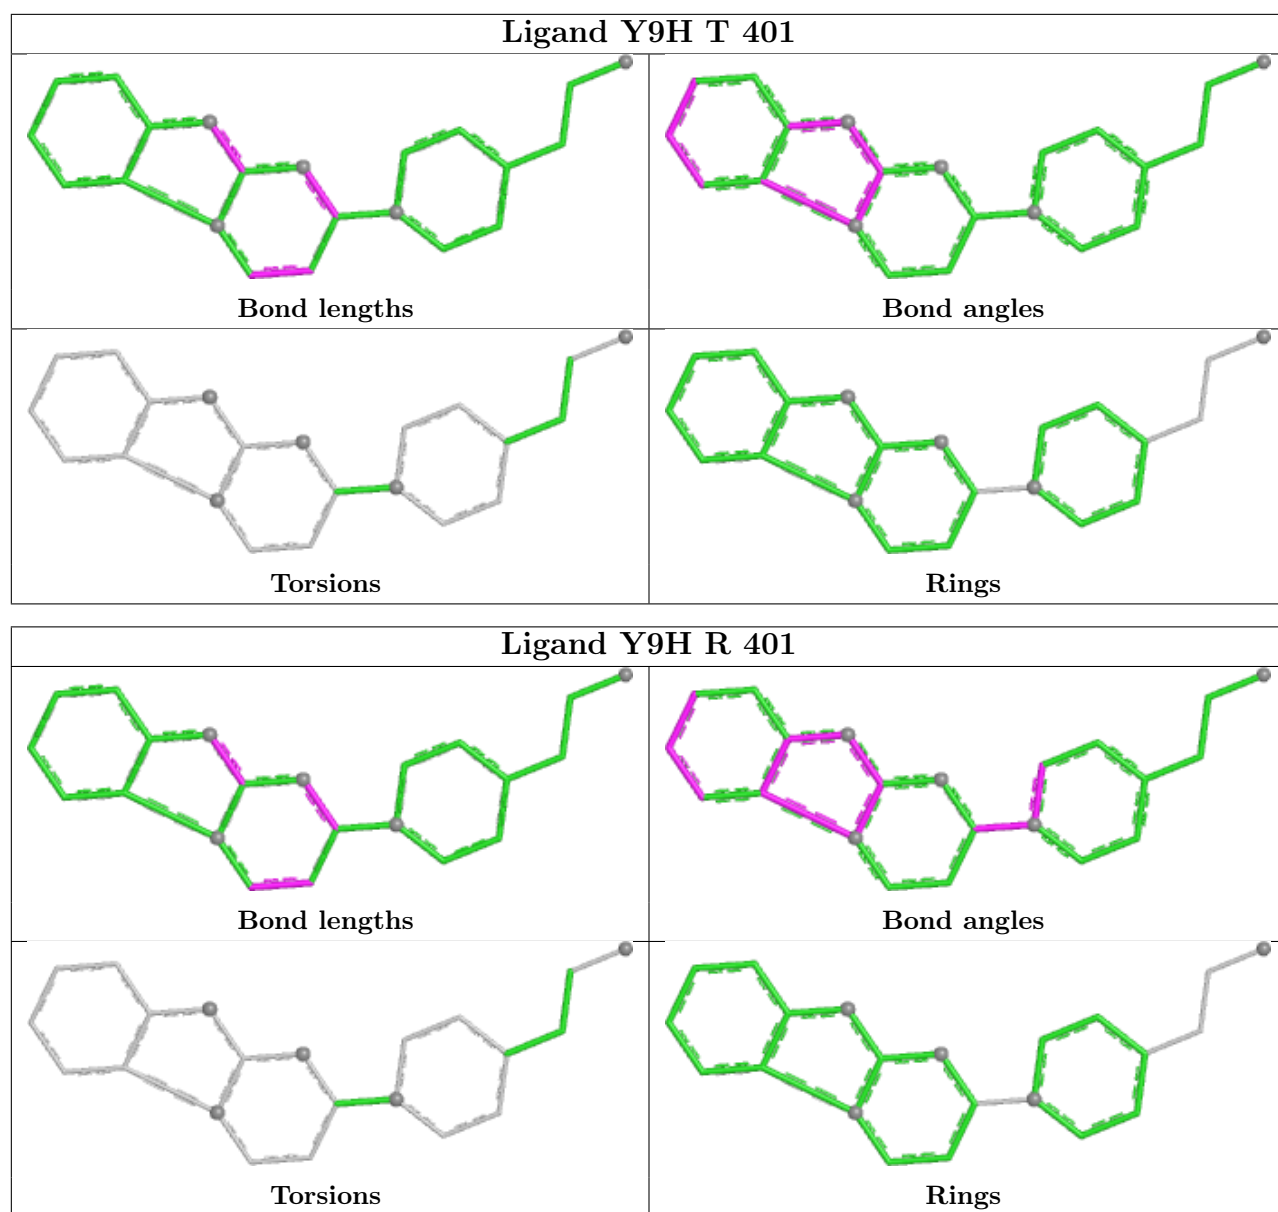 Ligand Y9H T 401
Bond lengths
Bond angles
Torsions
Rings
Ligand Y9H R 401
Bond lengths
Bond angles
Torsions
Rings